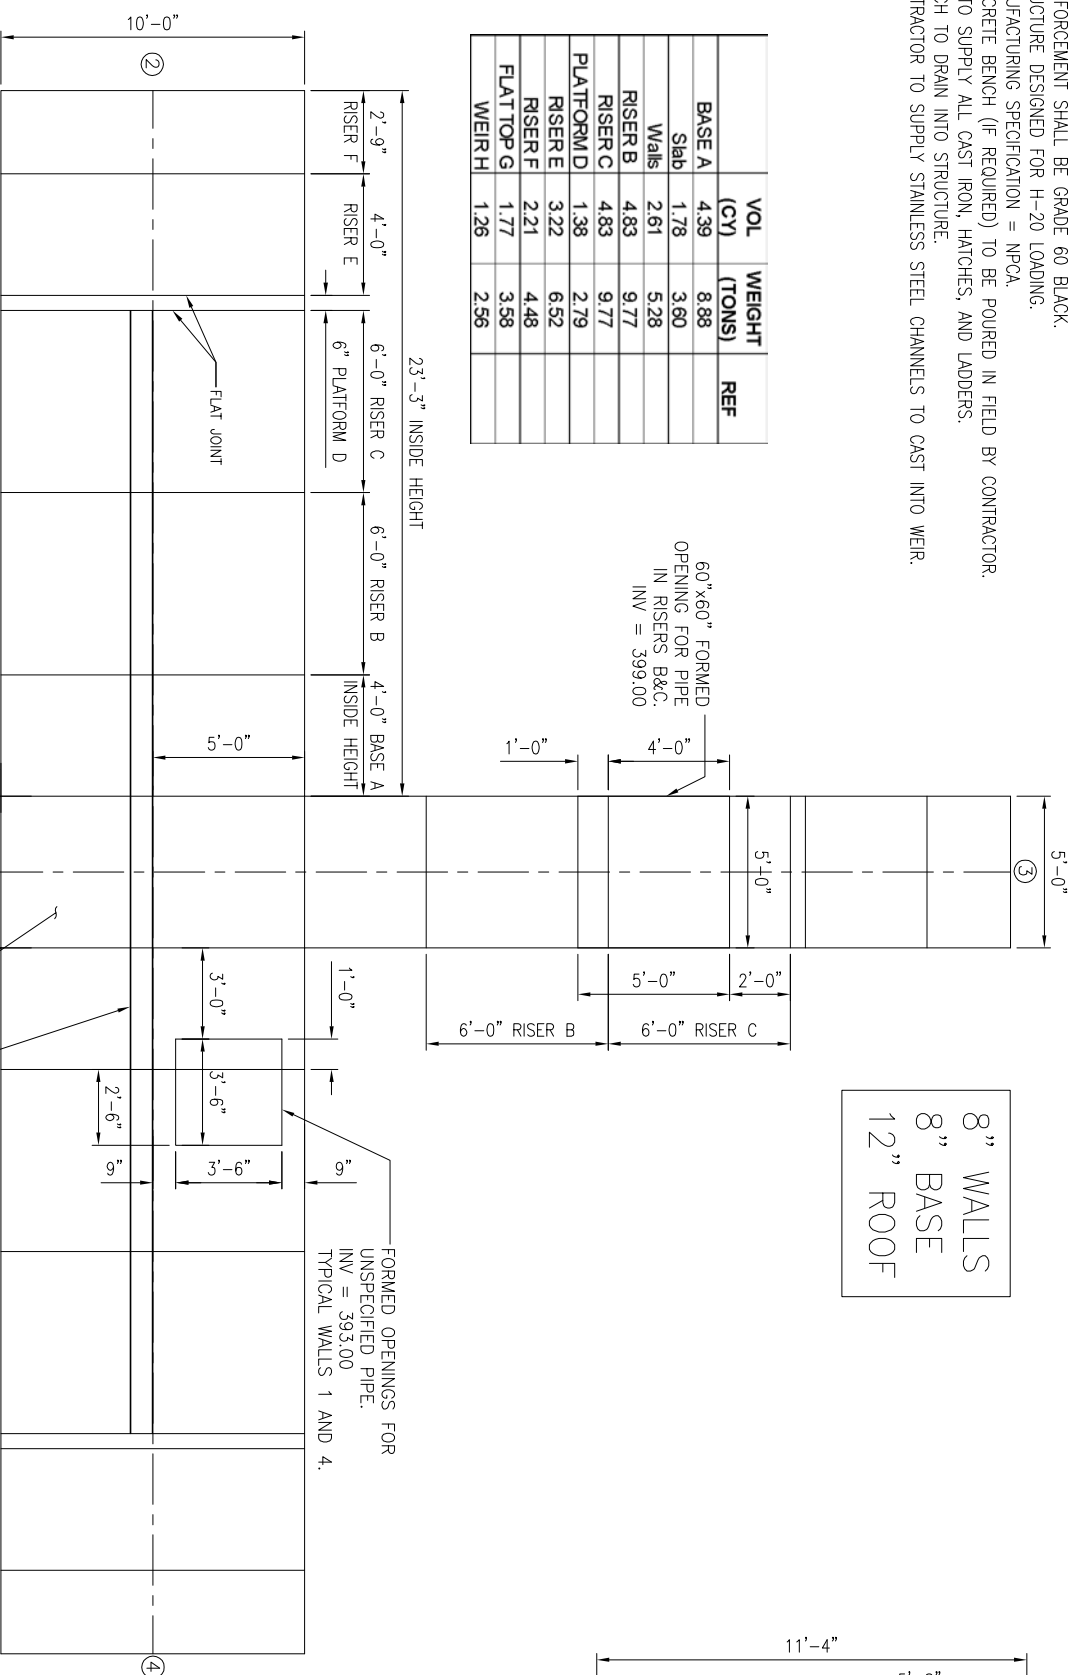 FORCEMENT SHALL BE GRADE 60 BLACK.
UCTURE DESIGNED FOR H-20 LOADING.
UFACTURING SPECIFICATION = NPCA.
CRETE BENCH (IF REQUIRED) TO BE POURED IN FIELD BY CONTRACTOR.
TO SUPPLY ALL CAST IRON, HATCHES, AND LADDERS.
CH TO DRAIN INTO STRUCTURE.
TRACTOR TO SUPPLY STAINLESS STEEL CHANNELS TO CAST INTO WEIR.
VOL (CY) WEIGHT (TONS) REF
BASE A 4.39 8.88
Slab 1.78 3.60
Walls 2.61 5.28
RISER B 4.83 9.77
RISER C 4.83 9.77
PLATFORM D 1.38 2.79
RISER E 3.22 6.52
RISER F 2.21 4.48
FLAT TOP G 1.77 3.58
WEIR H 1.26 2.56
8" WALLS
8" BASE
12" ROOF
60"x60" FORMED
OPENING FOR PIPE
IN RISERS B&C.
INV = 399.00
5'-0"
3
4'-0"
1'-0"
5'-0"
5'-0"
2'-0"
6'-0" RISER B
6'-0" RISER C
23'-3" INSIDE HEIGHT
2'-9"
RISER F
4'-0"
RISER E
6" PLATFORM D
6'-0" RISER C
6'-0" RISER B
4'-0" BASE A
INSIDE HEIGHT
FLAT JOINT
10'-0"
2
5'-0"
3'-0"
1'-0"
3'-6"
2'-6"
9"
3'-6"
9"
FORMED OPENINGS FOR
UNSPECIFIED PIPE.
INV = 393.00
TYPICAL WALLS 1 AND 4.
4
11'-4"